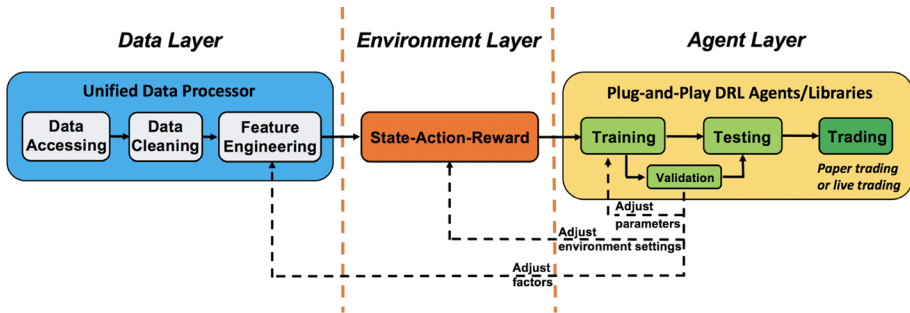 Data Layer
Environment Layer
Agent Layer
Unified Data Processor
Plug-and-Play DRL Agents/Libraries
Data
Accessing
Data
Cleaning
Feature
Engineering
State-Action-Reward
Training
Testing
Trading
Validation
Paper trading
or live trading
Adjust
parameters
Adjust
environment settings
Adjust
factors